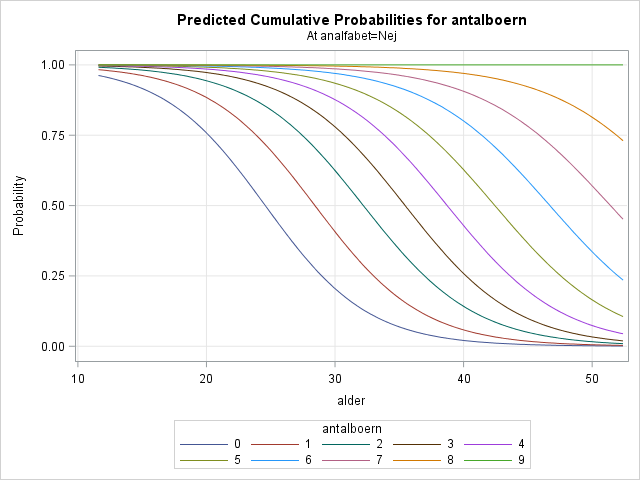 Predicted Cumulative Probabilities for antalboern
At analfabet=Nej
1.00
0.75
0.50
0.25
0.00
Probability
10 20 30 40 50
alder
antalboern
0 1 2 3 4
5 6 7 8 9